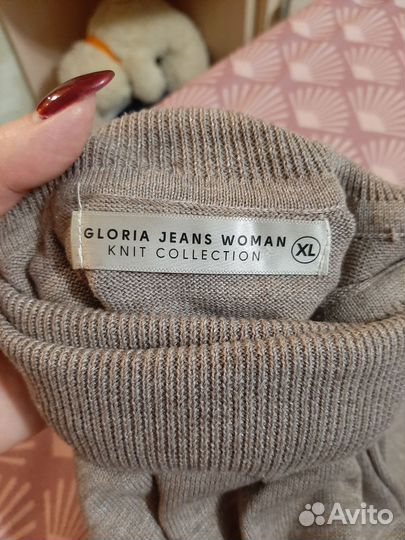 GLORIA JEANS WOMAN
KNIT COLLECTION
XL
Avito